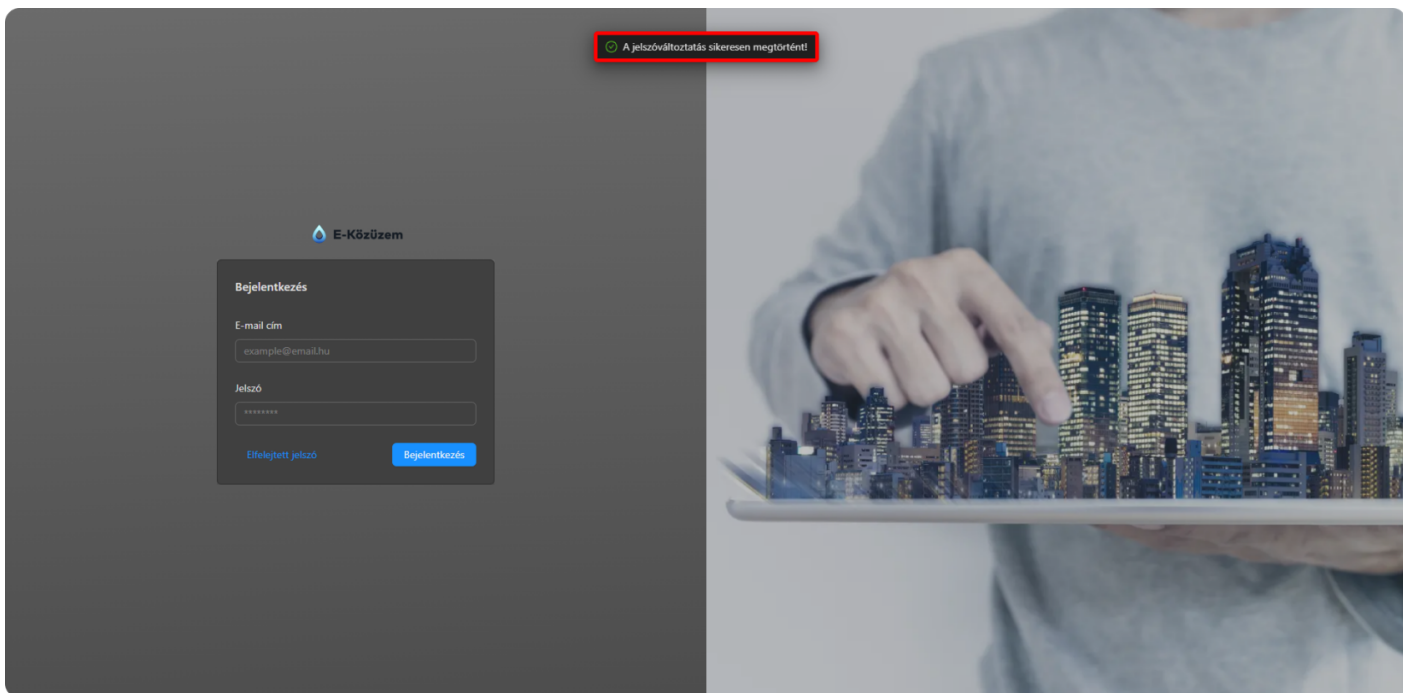 A jelszóváltoztatás sikeresen megtörtént!
E-Közüzem
Bejelentkezés
E-mail cím
example@email.hu
Jelszó
********
Elfelejtett jelszó
Bejelentkezés